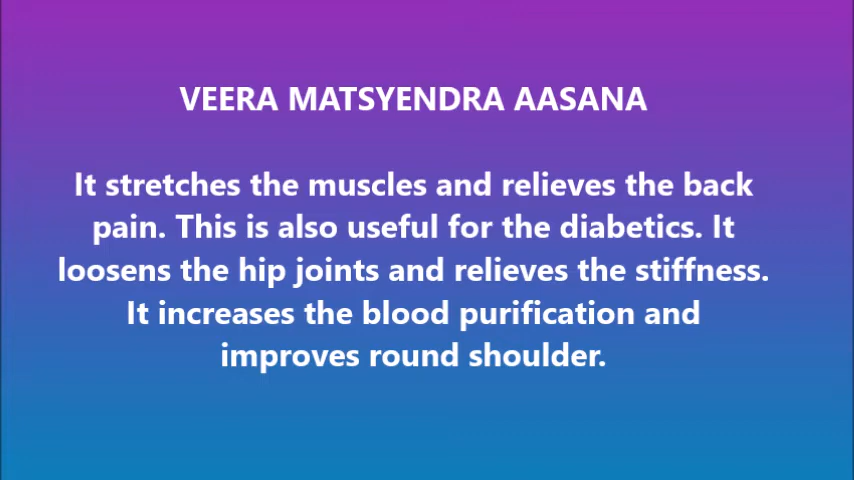 VEERA MATSYENDRA AASANA
It stretches the muscles and relieves the back
pain. This is also useful for the diabetics. It
loosens the hip joints and relieves the stiffness.
It increases the blood purification and
improves round shoulder.